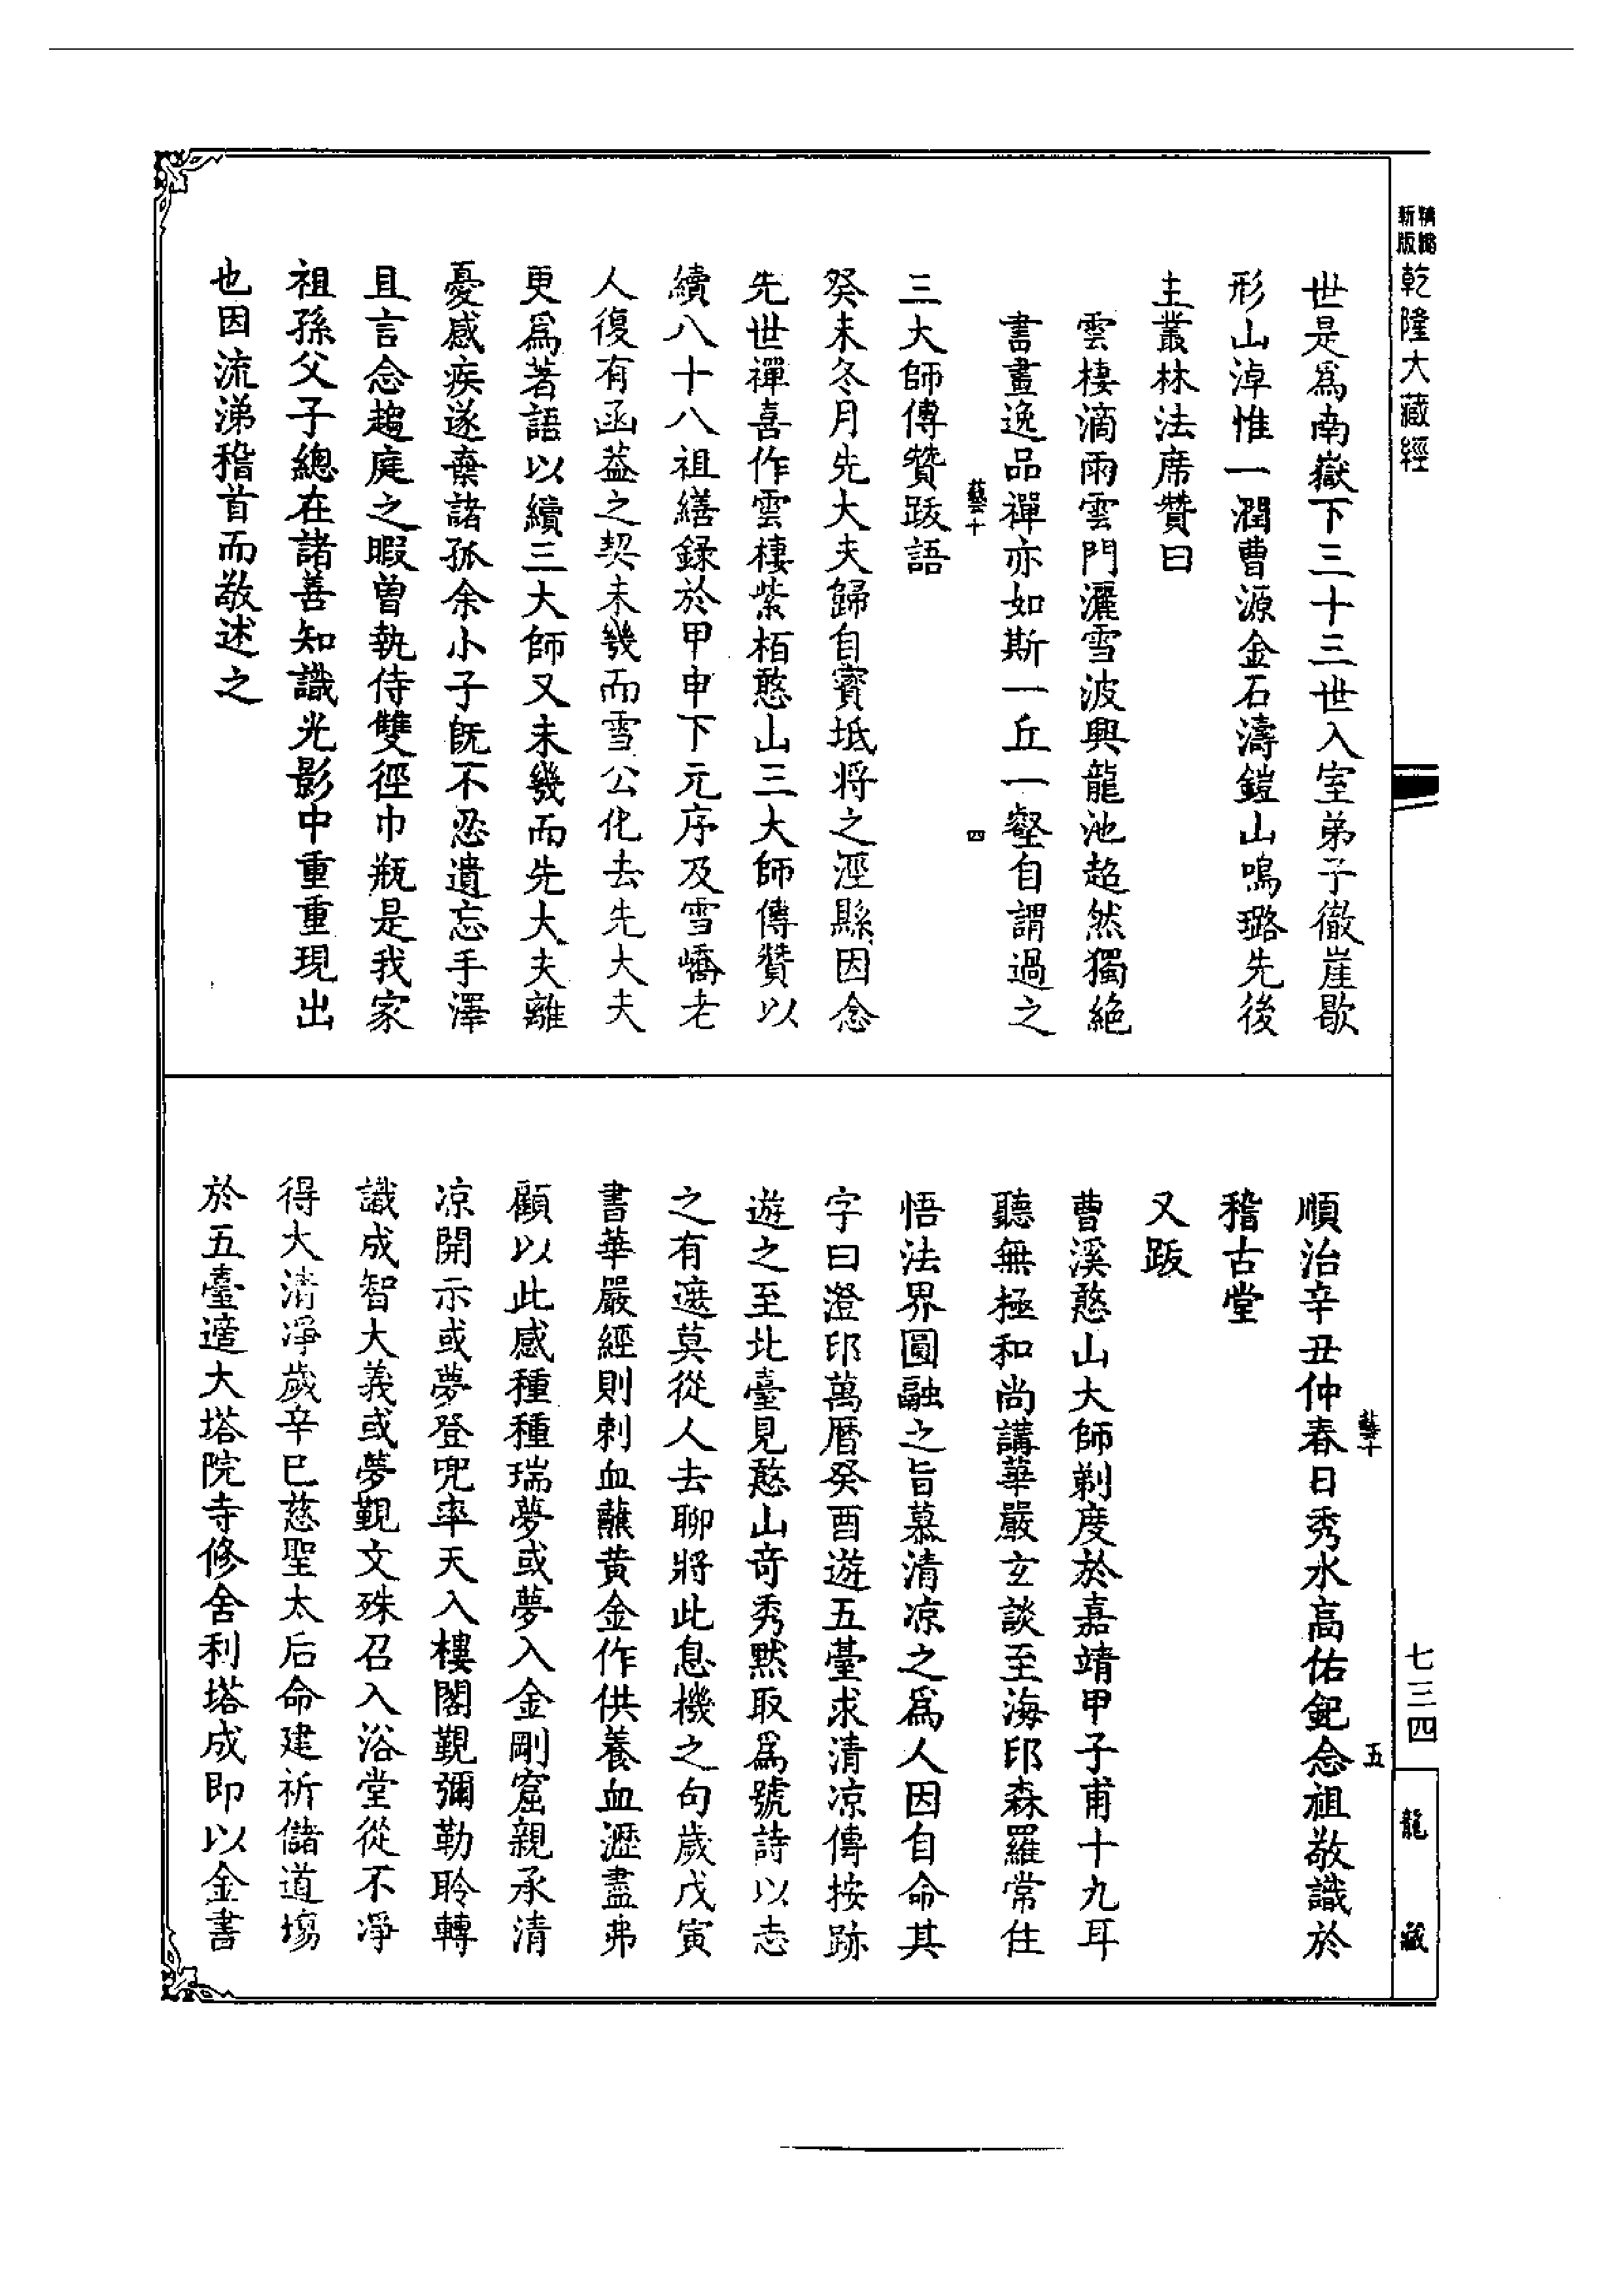 精縮新版乾隆大藏經
世是爲南嶽下三十三世入室弟子徹崖歇
形山淖惟一潤曹源金石濤鎧山鳴璐先後
主叢林法席贊曰
雲棲滴雨雲門灑雪波興龍池超然獨絕
書畫逸品禪亦如斯一丘一壑自謂過之
藝十
四
三大師傳贊跋語
癸未冬月先大夫歸自寶坻将之涇縣因念
先世禪喜作雲棲紫栢憨山三大師傳贊以
續八十八祖繕錄於甲申下元序及雪嶠老
人復有函葢之契未幾而雪公化去先大夫
更爲著語以續三大師又未幾而先大夫離
憂感疾遂棄諸孤余小子旣不忍遺忘手澤
且言念趨庭之暇曾執侍雙徑巾瓶是我家
祖孫父子總在諸善知識光影中重重現出
也因流涕稽首而敬述之
藝十
五
順治辛丑仲春日秀水高佑釲念祖敬識於
稽古堂
又跋
曹溪憨山大師剃度於嘉靖甲子甫十九耳
聽無極和尚講華嚴玄談至海印森羅常住
悟法界圓融之旨慕清凉之爲人因自命其
字曰澄印萬曆癸酉遊五臺求清凉傳按跡
遊之至北臺見憨山竒秀默取爲號詩以志
之有遮莫從人去聊將此息機之句歲戊寅
書華嚴經則刺血蘸黄金作供養血瀝盡弗
顧以此感種種瑞夢或夢入金剛窟親承清
凉開示或夢登兜率天入樓閣覲彌勒聆轉
識成智大義或夢覲文殊召入浴堂從不淨
得大清淨歲辛巳慈聖太后命建祈儲道場
於五臺適大塔院寺修舍利塔成即以金書
七三四
龍藏